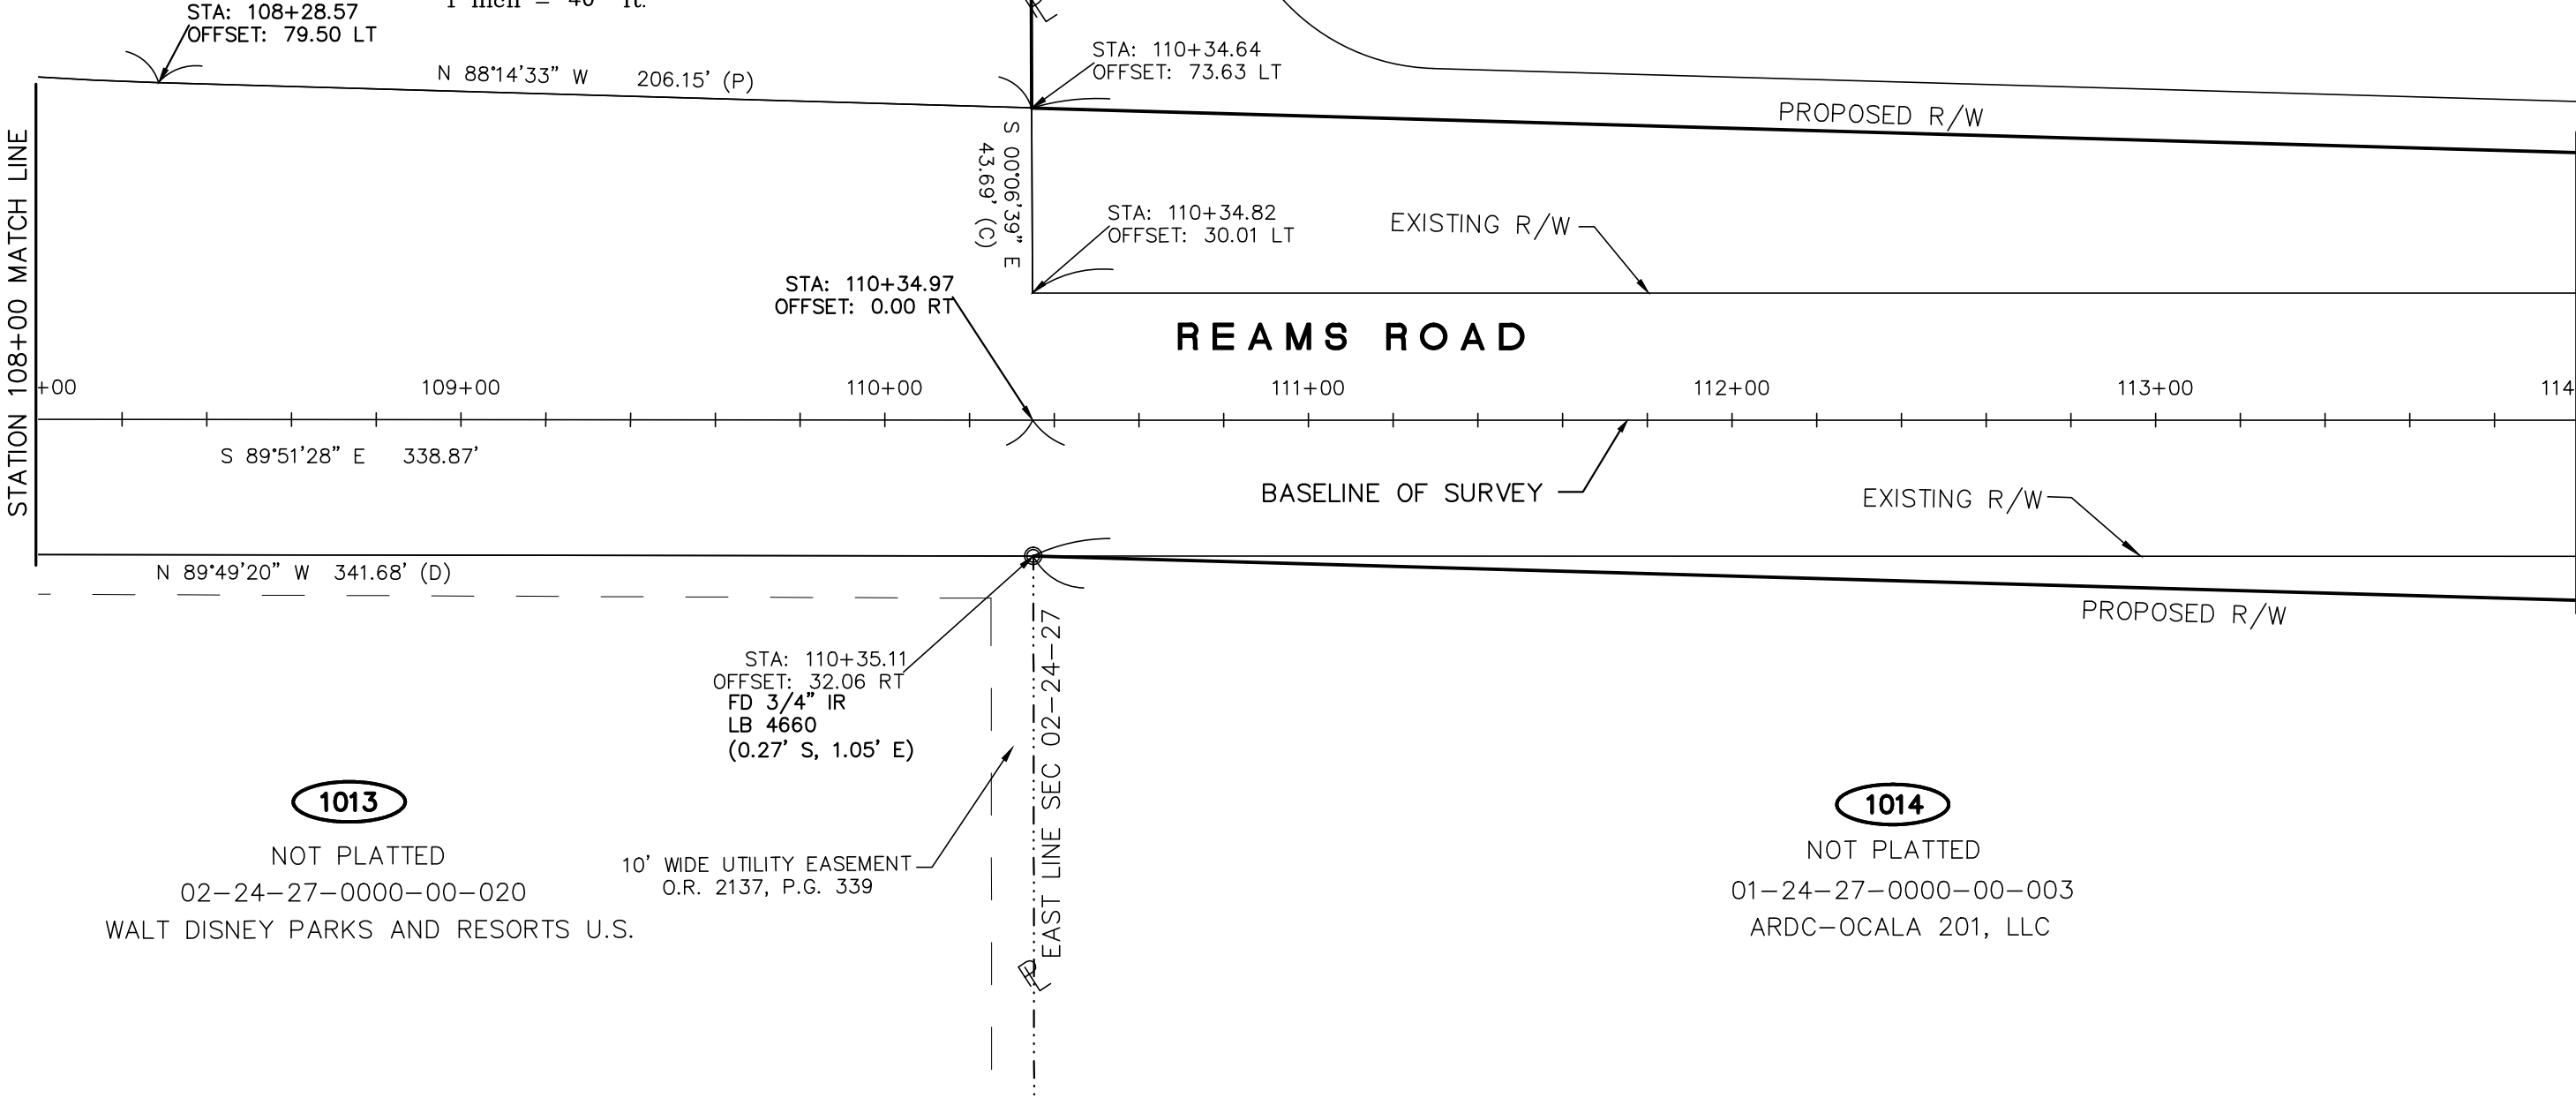 1 inch = 40 ft.
STA: 108+28.57
OFFSET: 79.50 LT
N 88°14'33" W 206.15' (P)
PL
STA: 110+34.64
OFFSET: 73.63 LT
PROPOSED R/W
S 00°06'39" E
43.69' (C)
STA: 110+34.82
OFFSET: 30.01 LT
EXISTING R/W
STA: 110+34.97
OFFSET: 0.00 RT
REAMS ROAD
STATION 108+00 MATCH LINE
+00 109+00 110+00 111+00 112+00 113+00 114
S 89°51'28" E 338.87'
BASELINE OF SURVEY
EXISTING R/W
N 89°49'20" W 341.68' (D)
PROPOSED R/W
STA: 110+35.11
OFFSET: 32.06 RT
FD 3/4" IR
LB 4660
(0.27' S, 1.05' E)
EAST LINE SEC 02-24-27
1013
NOT PLATTED
02-24-27-0000-00-020
WALT DISNEY PARKS AND RESORTS U.S.
10' WIDE UTILITY EASEMENT
O.R. 2137, P.G. 339
PL
1014
NOT PLATTED
01-24-27-0000-00-003
ARDC-OCALA 201, LLC